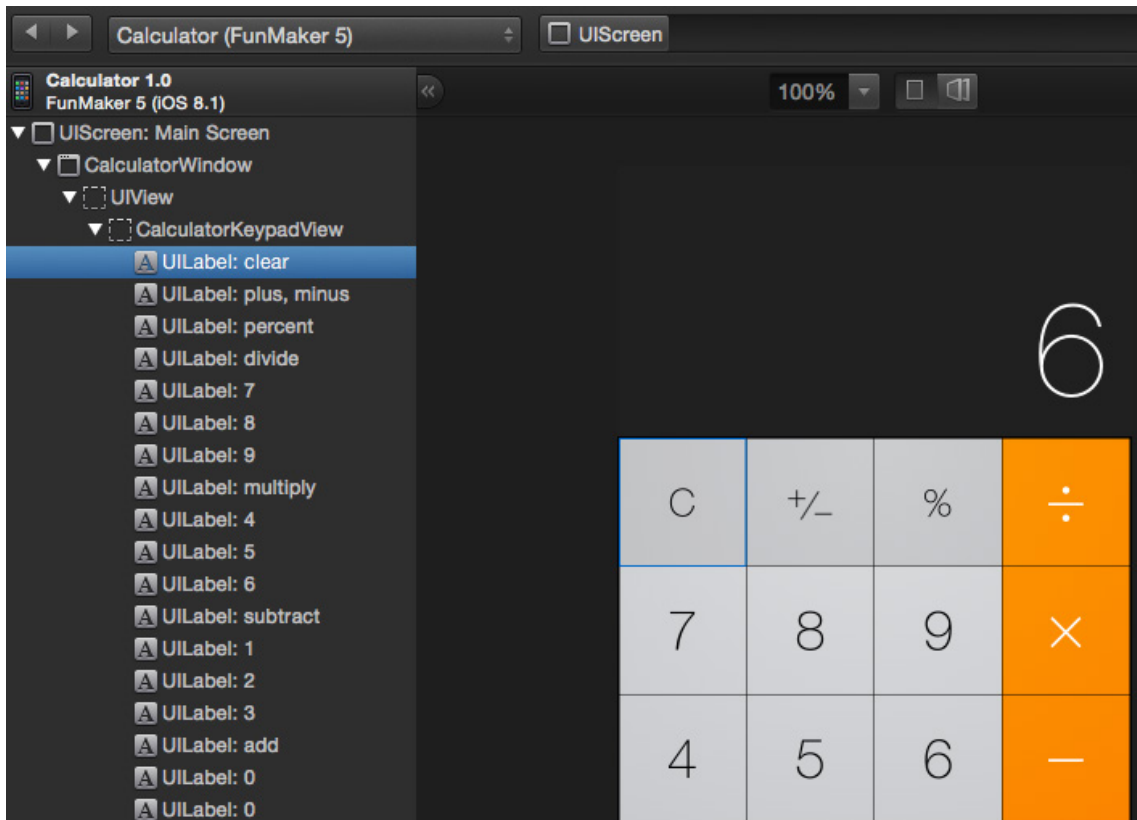 Calculator (FunMaker 5)
UIScreen
Calculator 1.0
FunMaker 5 (iOS 8.1)
100%
UIScreen: Main Screen
CalculatorWindow
UIView
CalculatorKeypadView
UILabel: clear
UILabel: plus, minus
UILabel: percent
UILabel: divide
UILabel: 7
UILabel: 8
UILabel: 9
UILabel: multiply
UILabel: 4
UILabel: 5
UILabel: 6
UILabel: subtract
UILabel: 1
UILabel: 2
UILabel: 3
UILabel: add
UILabel: 0
UILabel: 0
6
C +/− % ÷
7 8 9 ×
4 5 6 −